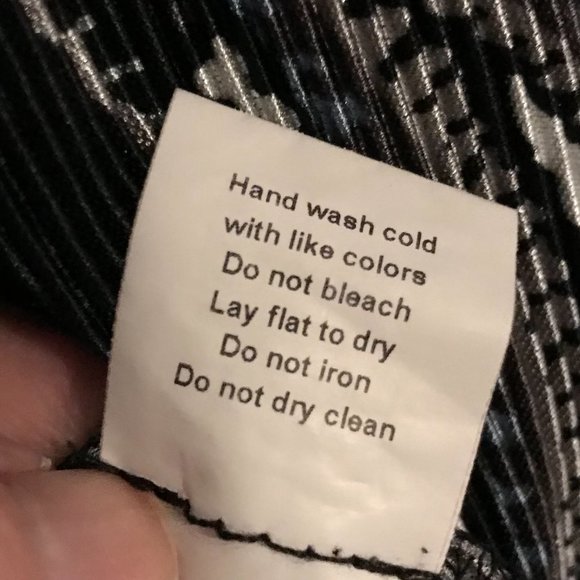 Hand wash cold
with like colors
Do not bleach
Lay flat to dry
Do not iron
Do not dry clean